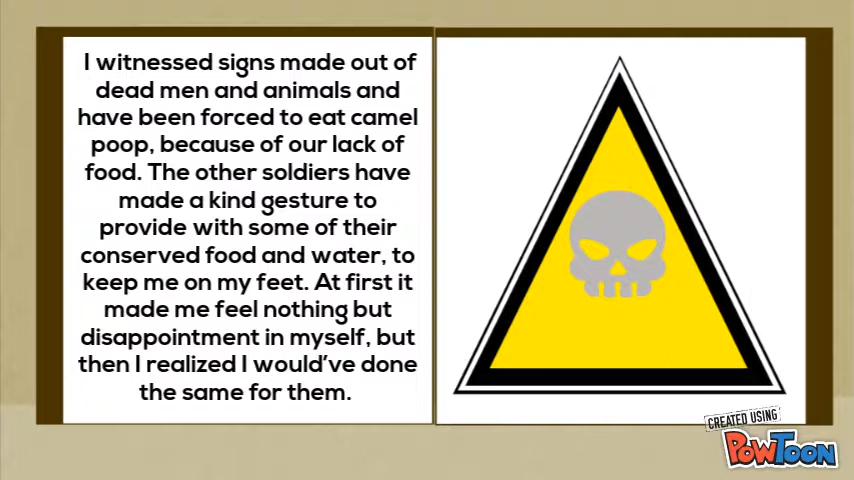 I witnessed signs made out of
dead men and animals and
have been forced to eat camel
poop, because of our lack of
food. The other soldiers have
made a kind gesture to
provide with some of their
conserved food and water, to
keep me on my feet. At first it
made me feel nothing but
disappointment in myself, but
then I realized I would've done
the same for them.
CREATED USING
POWTOON